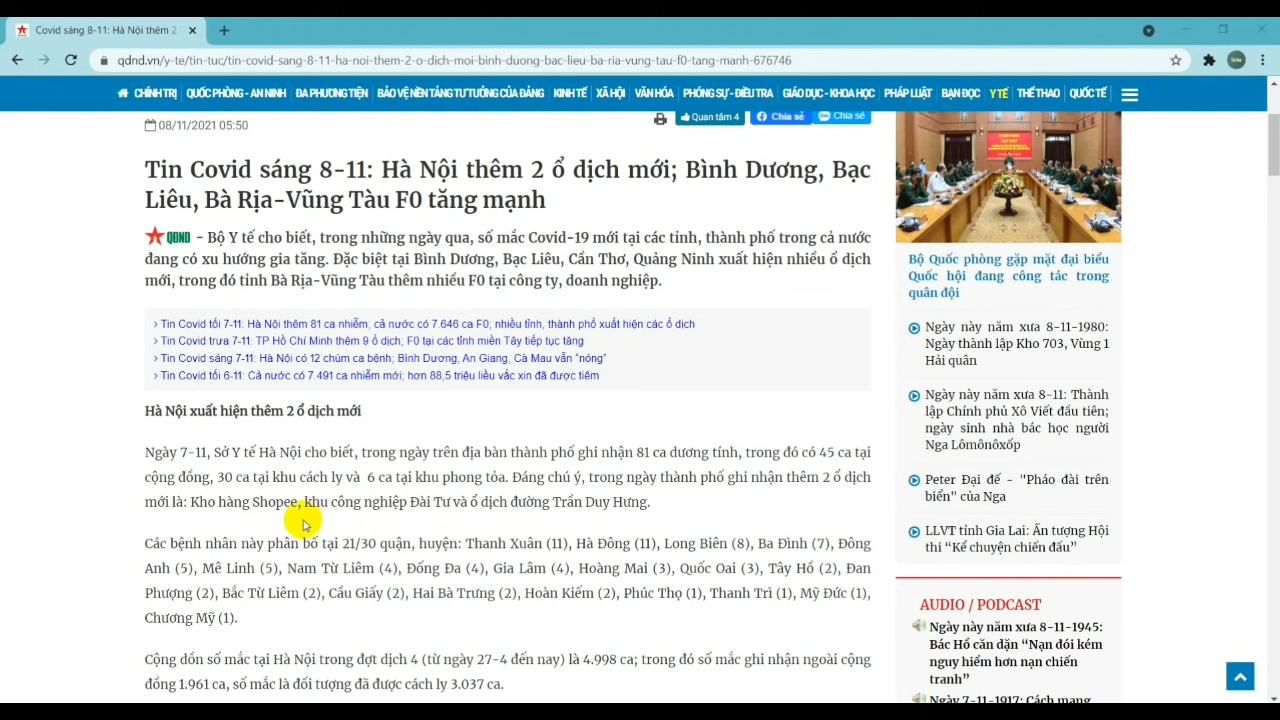 Covid sáng 8-11: Hà Nội thêm 2
qdnd.vn/y-te/tin-tuc/tin-covid-sang-8-11-ha-noi-them-2-o-dich-moi-binh-duong-bac-lieu-ba-ria-vung-tau-f0-tang-manh-676746
CHÍNH TRỊ QUỐC PHÒNG - AN NINH ĐA PHƯƠNG TIỆN BẢO VỆ NỀN TẢNG TƯ TƯỞNG CỦA ĐẢNG KINH TẾ XÃ HỘI VĂN HÓA PHÓNG SỰ - ĐIỀU TRA GIÁO DỤC - KHOA HỌC PHÁP LUẬT BẠN ĐỌC Y TẾ THỂ THAO QUỐC TẾ
08/11/2021 05:50
Quan tâm 4 Chia sẻ Chia sẻ
Tin Covid sáng 8-11: Hà Nội thêm 2 ổ dịch mới; Bình Dương, Bạc
Liêu, Bà Rịa-Vũng Tàu F0 tăng mạnh
QĐND - Bộ Y tế cho biết, trong những ngày qua, số mắc Covid-19 mới tại các tỉnh, thành phố trong cả nước
đang có xu hướng gia tăng. Đặc biệt tại Bình Dương, Bạc Liêu, Cần Thơ, Quảng Ninh xuất hiện nhiều ổ dịch
mới, trong đó tỉnh Bà Rịa-Vũng Tàu thêm nhiều F0 tại công ty, doanh nghiệp.
› Tin Covid tối 7-11: Hà Nội thêm 81 ca nhiễm; cả nước có 7.646 ca F0; nhiều tỉnh, thành phố xuất hiện các ổ dịch
› Tin Covid trưa 7-11: TP Hồ Chí Minh thêm 9 ổ dịch; F0 tại các tỉnh miền Tây tiếp tục tăng
› Tin Covid sáng 7-11: Hà Nội có 12 chùm ca bệnh; Bình Dương, An Giang, Cà Mau vẫn “nóng”
› Tin Covid tối 6-11: Cả nước có 7.491 ca nhiễm mới; hơn 88,5 triệu liều vắc xin đã được tiêm
Hà Nội xuất hiện thêm 2 ổ dịch mới
Ngày 7-11, Sở Y tế Hà Nội cho biết, trong ngày trên địa bàn thành phố ghi nhận 81 ca dương tính, trong đó có 45 ca tại
cộng đồng, 30 ca tại khu cách ly và 6 ca tại khu phong tỏa. Đáng chú ý, trong ngày thành phố ghi nhận thêm 2 ổ dịch
mới là: Kho hàng Shopee, khu công nghiệp Đài Tư và ổ dịch đường Trần Duy Hưng.
Các bệnh nhân này phân bố tại 21/30 quận, huyện: Thanh Xuân (11), Hà Đông (11), Long Biên (8), Ba Đình (7), Đông
Anh (5), Mê Linh (5), Nam Từ Liêm (4), Đống Đa (4), Gia Lâm (4), Hoàng Mai (3), Quốc Oai (3), Tây Hồ (2), Đan
Phượng (2), Bắc Từ Liêm (2), Cầu Giấy (2), Hai Bà Trưng (2), Hoàn Kiếm (2), Phúc Thọ (1), Thanh Trì (1), Mỹ Đức (1),
Chương Mỹ (1).
Cộng dồn số mắc tại Hà Nội trong đợt dịch 4 (từ ngày 27-4 đến nay) là 4.998 ca; trong đó số mắc ghi nhận ngoài cộng
đồng 1.961 ca, số mắc là đối tượng đã được cách ly 3.037 ca.
Bộ Quốc phòng gặp mặt đại biểu
Quốc hội đang công tác trong
quân đội
Ngày này năm xưa 8-11-1980:
Ngày thành lập Kho 703, Vùng 1
Hải quân
Ngày này năm xưa 8-11: Thành
lập Chính phủ Xô Viết đầu tiên;
ngày sinh nhà bác học người
Nga Lômônôxốp
Peter Đại đế - "Pháo đài trên
biển" của Nga
LLVT tỉnh Gia Lai: Ấn tượng Hội
thi “Kể chuyện chiến đấu”
AUDIO / PODCAST
Ngày này năm xưa 8-11-1945:
Bác Hồ căn dặn “Nạn đói kém
nguy hiểm hơn nạn chiến
tranh”
Ngày 7-11-1917: Cách mạng